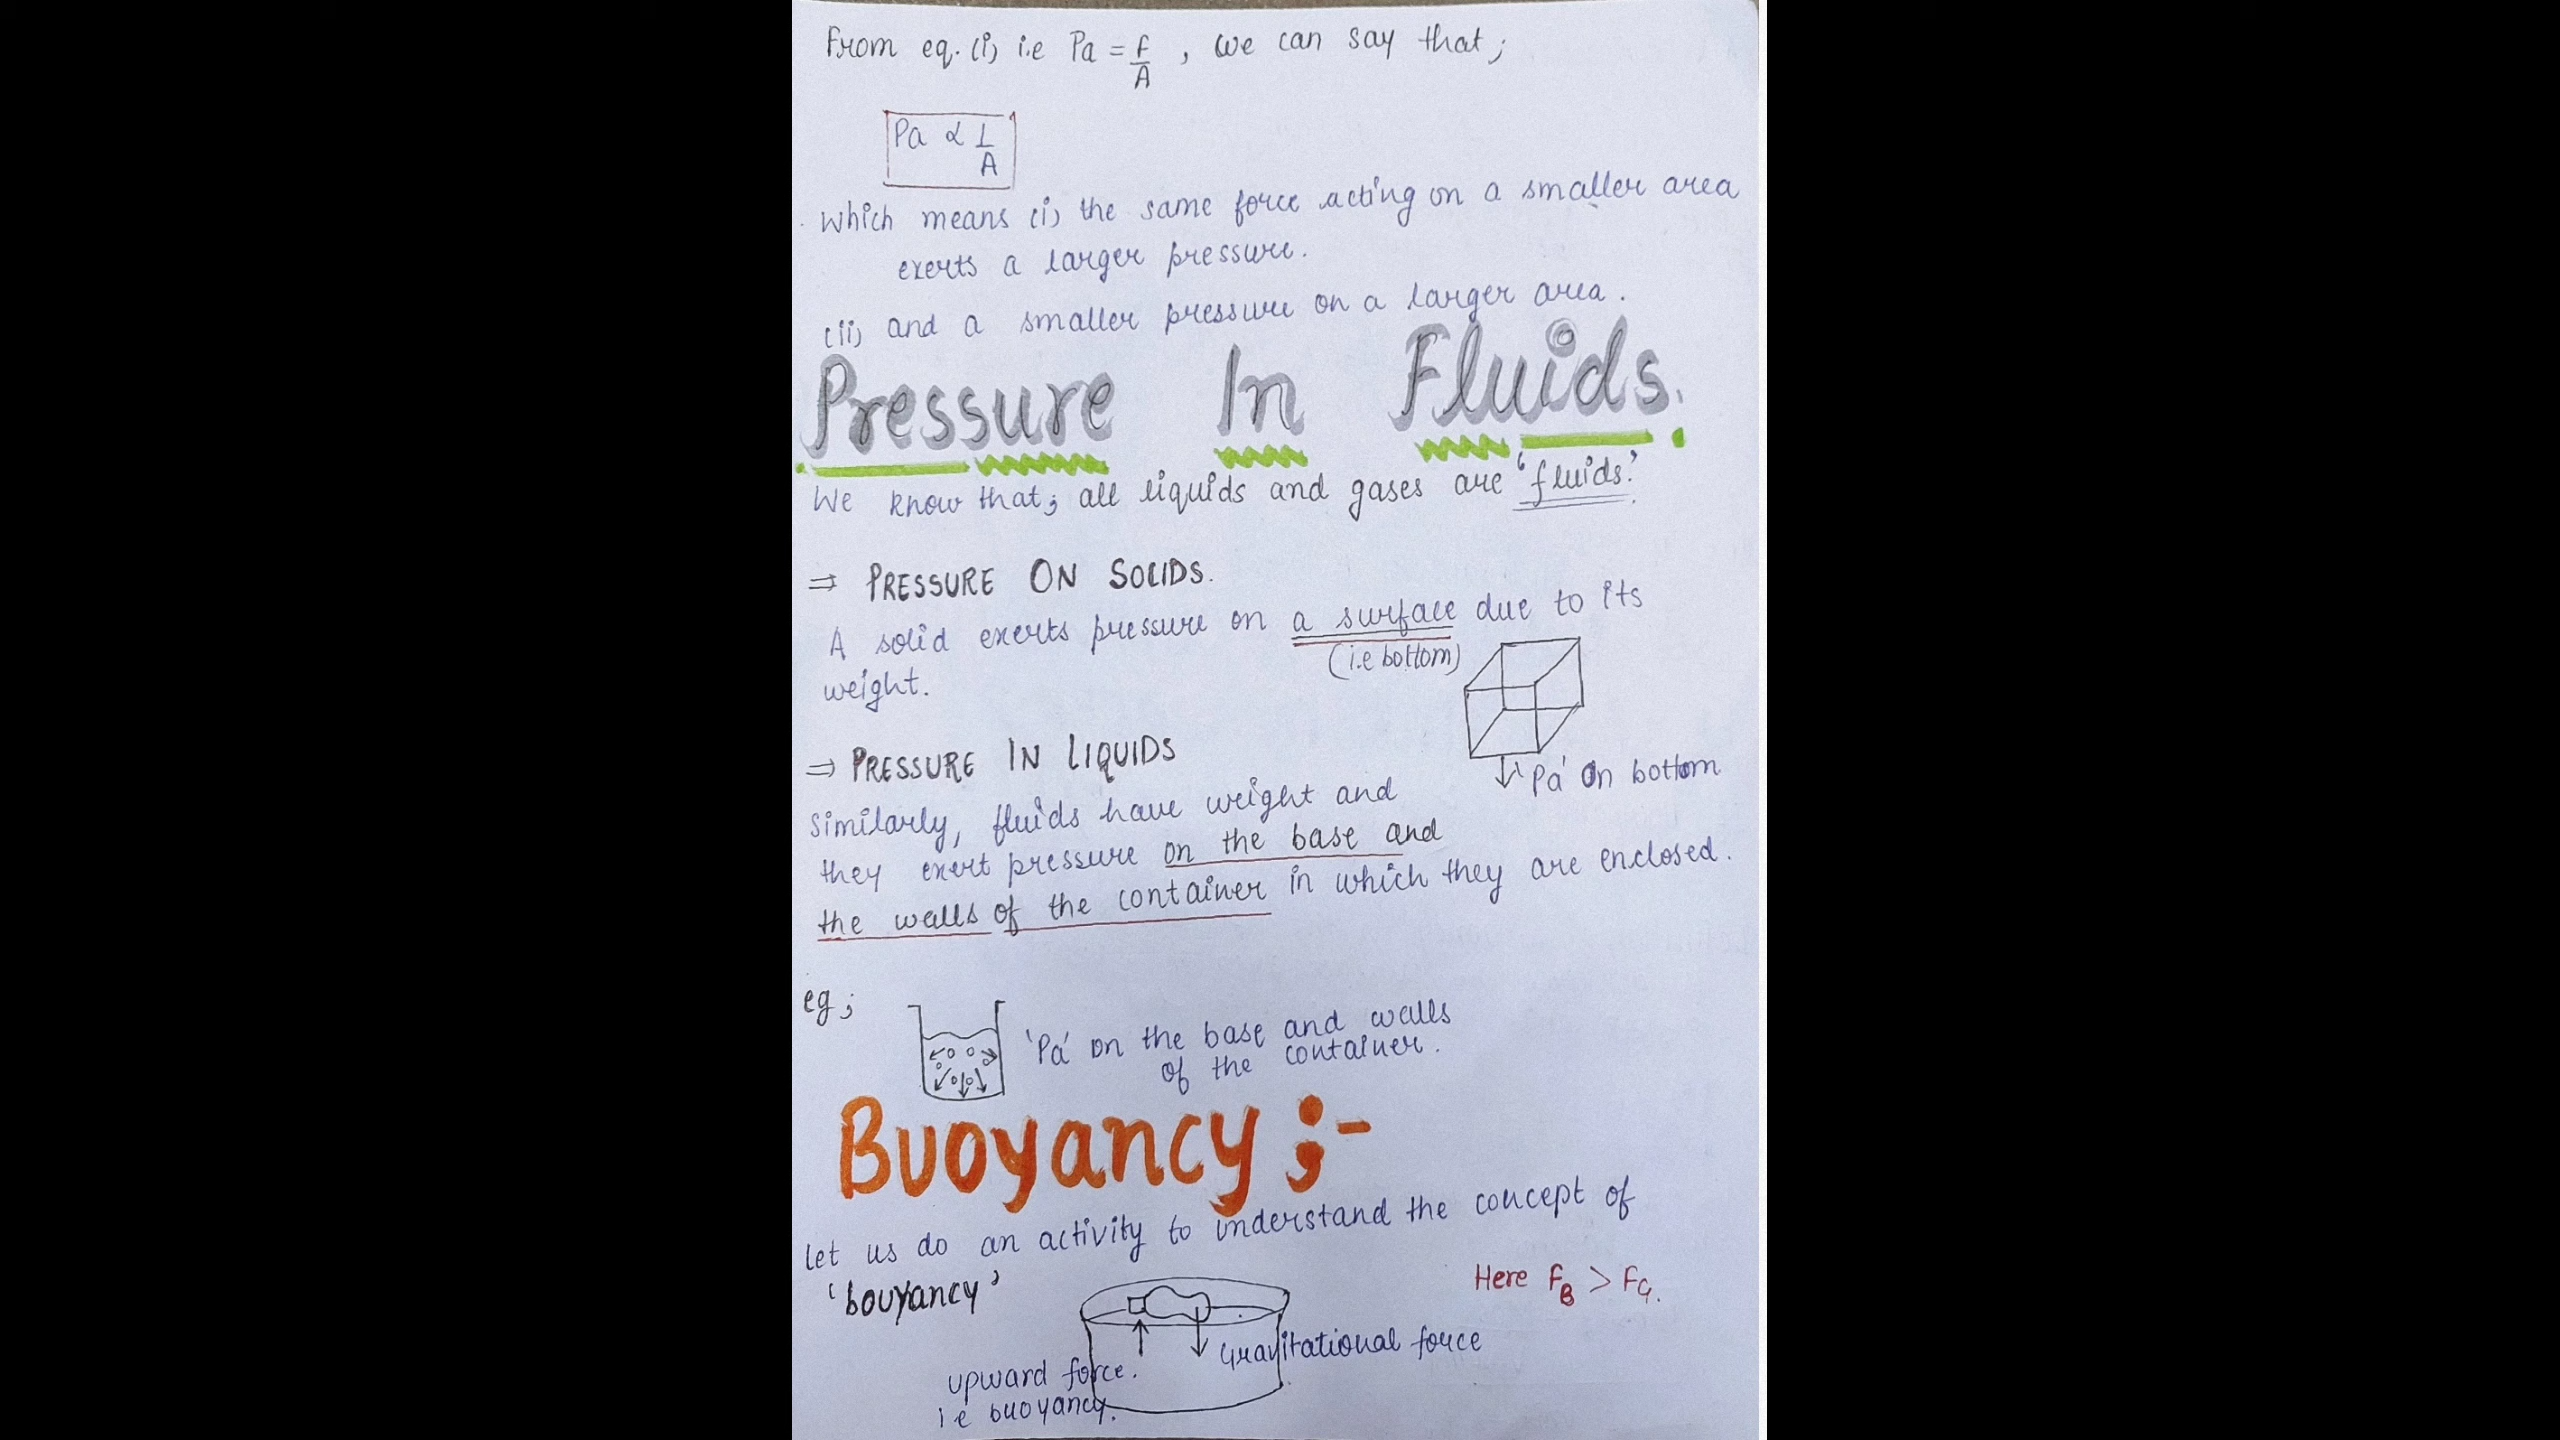 From eq. (i) i.e Pa = F/A , we can say that;
Pa ∝ 1/A
Which means (i) the same force acting on a smaller area
exerts a larger pressure.
(ii) and a smaller pressure on a larger area.
Pressure In Fluids.
We know that; all liquids and gases are 'fluids.'
⇒ PRESSURE ON SOLIDS.
A solid exerts pressure on a surface due to its
(i.e bottom)
weight.
'Pa' On bottom
⇒ PRESSURE IN LIQUIDS
Similarly, fluids have weight and
they exert pressure on the base and
the walls of the container in which they are enclosed.
eg;
'Pa' on the base and walls
of the container.
Buoyancy ;-
Let us do an activity to understand the concept of
'bouyancy'
Here FB > FG.
Gravitational force
upward force.
i.e buoyancy.